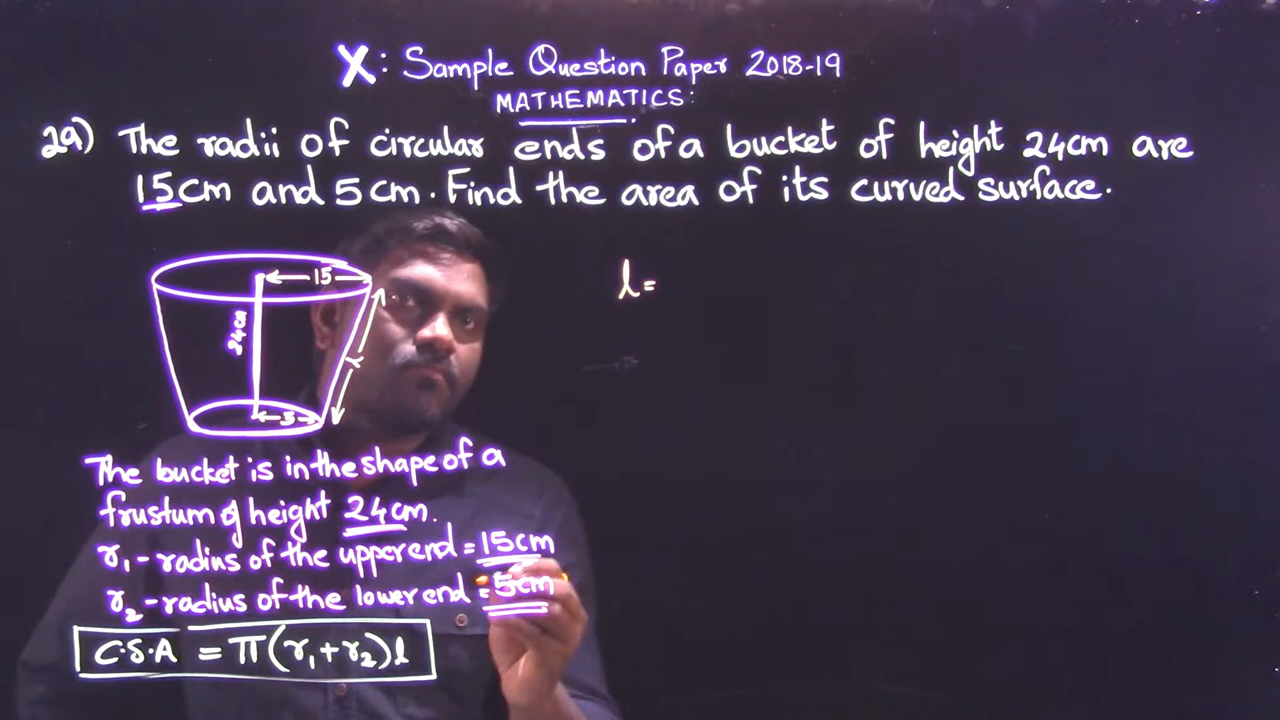 X: Sample Question Paper 2018-19
MATHEMATICS:
29) The radii of circular ends of a bucket of height 24cm are
15cm and 5cm. Find the area of its curved surface.
15
24cm
l
5
The bucket is in the shape of a
frustum of height 24cm.
r₁ - radius of the upper end = 15cm
r₂ - radius of the lower end = 5cm
C.S.A = π(r₁+r₂)l
l =